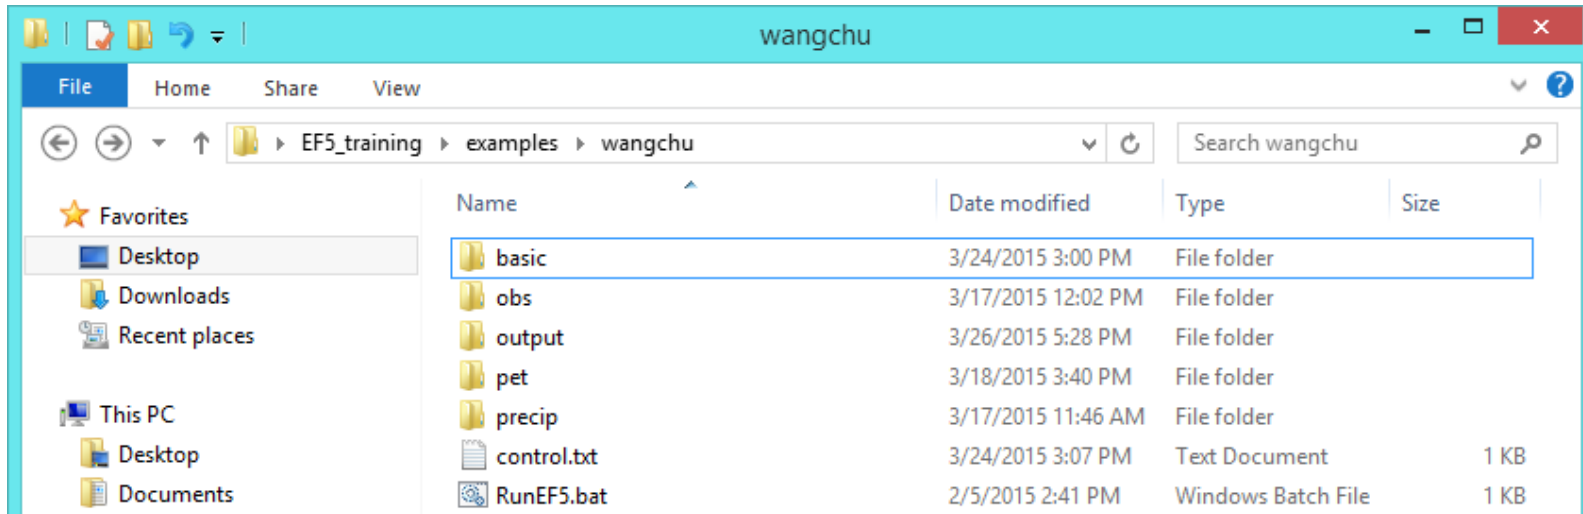 wangchu
File Home Share View
EF5_training examples wangchu Search wangchu
Name Date modified Type Size
Favorites
Desktop
Downloads
Recent places
This PC
Desktop
Documents
basic 3/24/2015 3:00 PM File folder
obs 3/17/2015 12:02 PM File folder
output 3/26/2015 5:28 PM File folder
pet 3/18/2015 3:40 PM File folder
precip 3/17/2015 11:46 AM File folder
control.txt 3/24/2015 3:07 PM Text Document 1 KB
RunEF5.bat 2/5/2015 2:41 PM Windows Batch File 1 KB